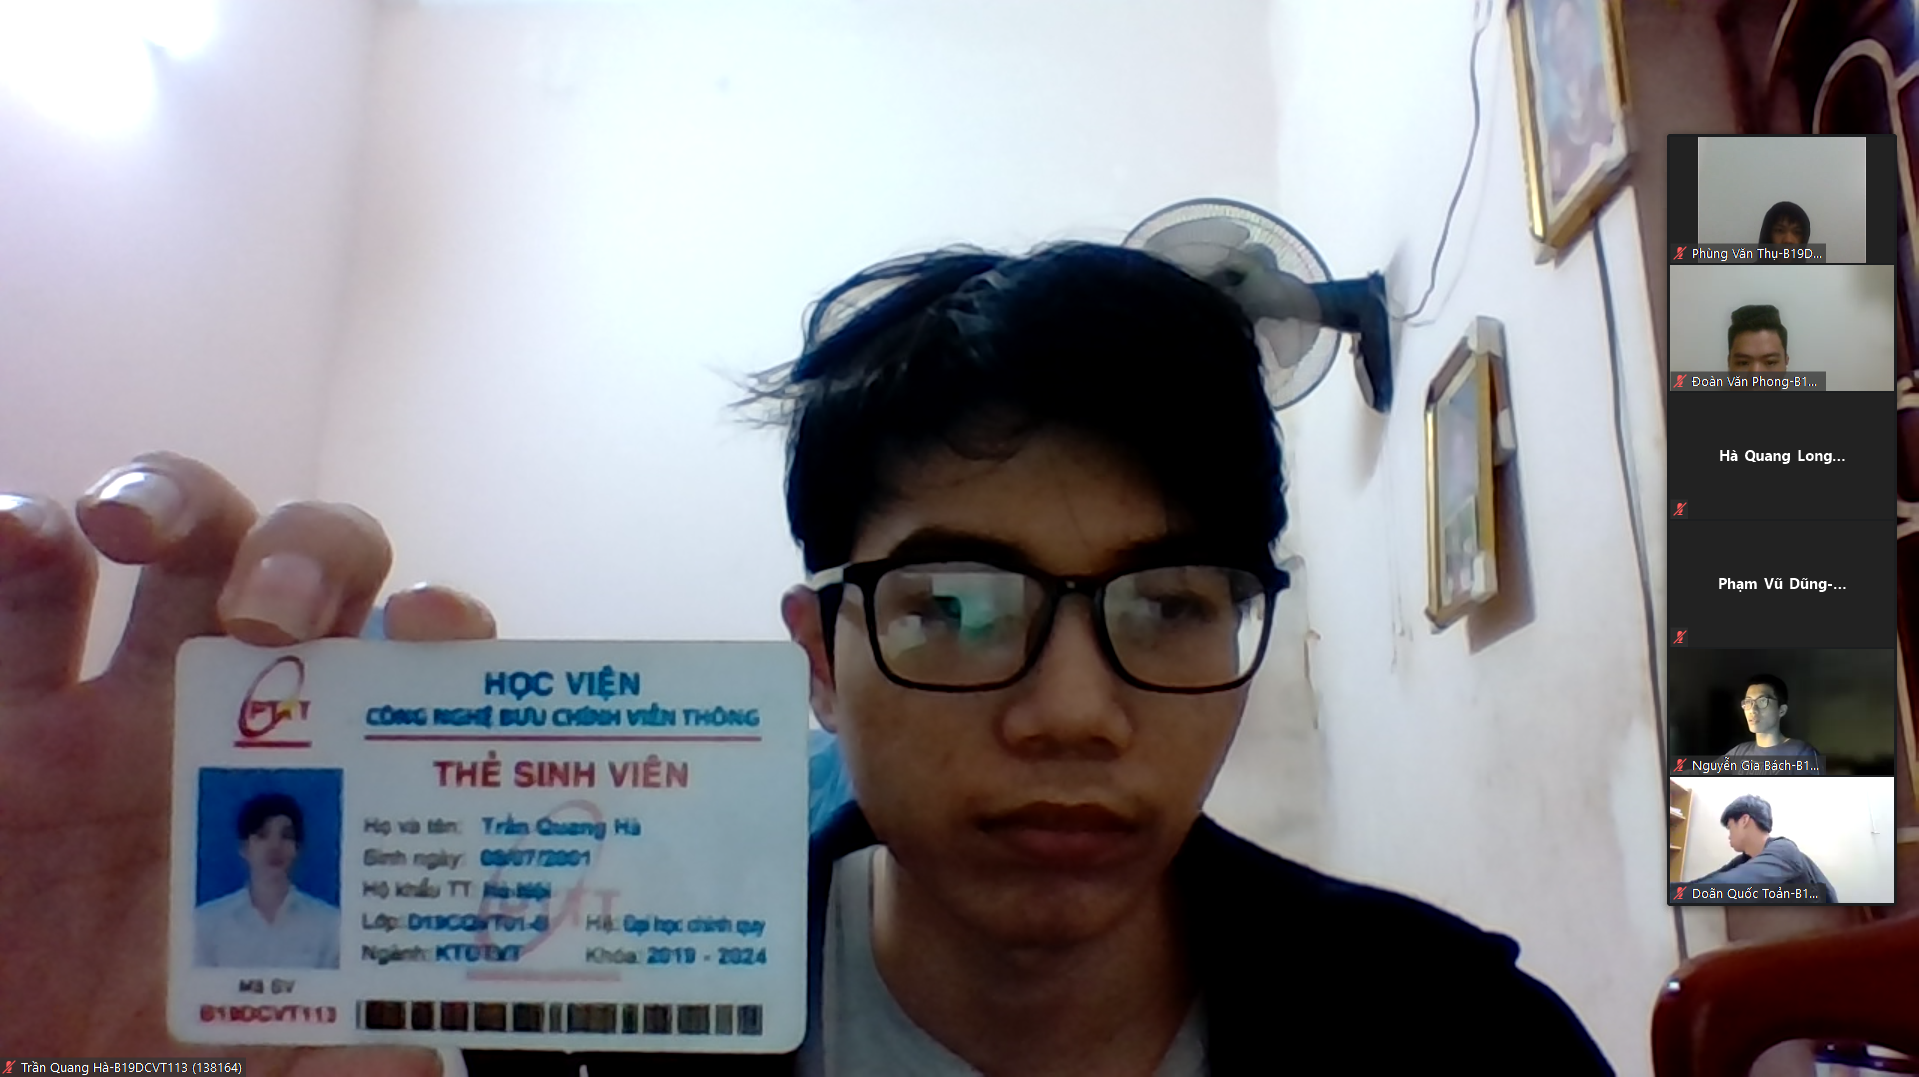 HỌC VIỆN
CÔNG NGHỆ BƯU CHÍNH VIỄN THÔNG
THẺ SINH VIÊN
Họ và tên: Trần Quang Hà
Sinh ngày: /07/2001
Hộ khẩu TT: Hà Nội
Lớp: Hệ: Đại học chính quy
Ngành: KTĐTVT Khóa: 2019 - 2024
Mã SV
B19DCVT113
PTIT
Trần Quang Hà-B19DCVT113 (138164)
Phùng Văn Thụ-B19D...
Đoàn Văn Phong-B1...
Hà Quang Long...
Phạm Vũ Dũng-...
Nguyễn Gia Bách-B1...
Doãn Quốc Toản-B1...